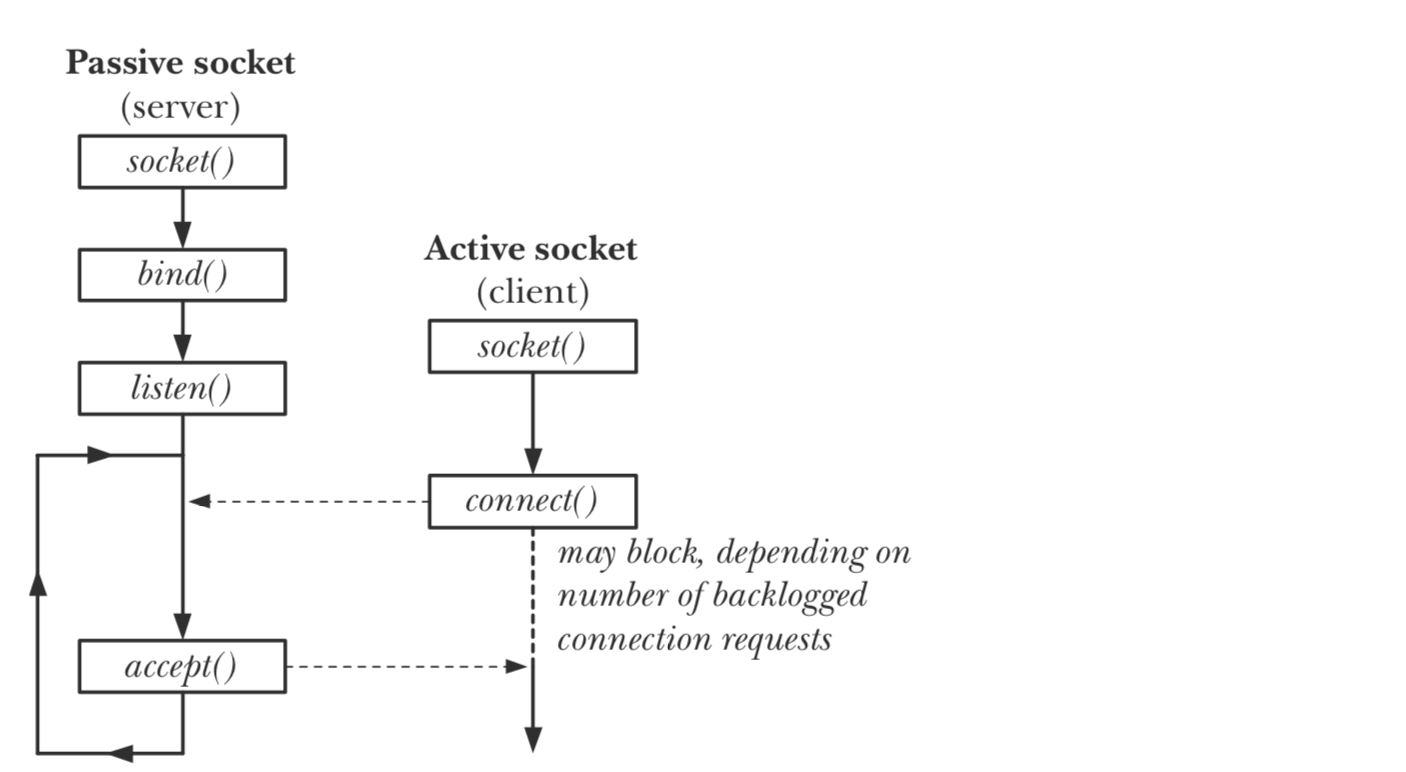 Passive socket
(server)
socket()
bind()
listen()
accept()
Active socket
(client)
socket()
connect()
may block, depending on
number of backlogged
connection requests